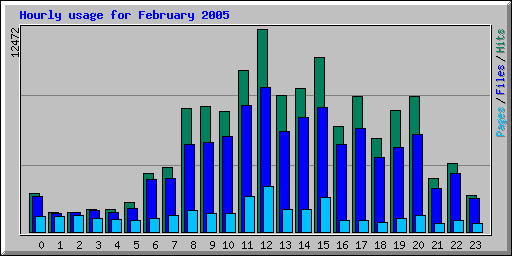 Hourly usage for February 2005
12472
Pages / Files / Hits
0 1 2 3 4 5 6 7 8 9 10 11 12 13 14 15 16 17 18 19 20 21 22 23